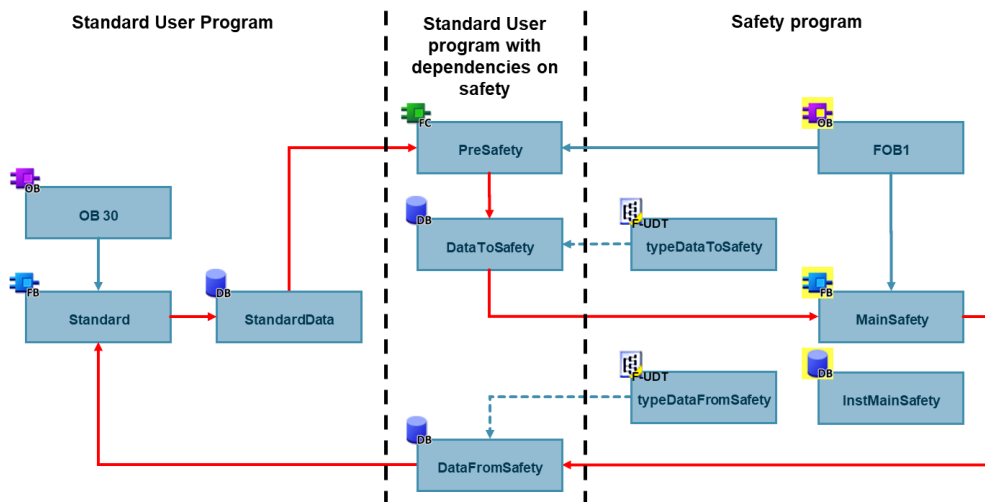 Standard User Program
Standard User
program with
dependencies on
safety
Safety program
FC
PreSafety
OB
FOB1
OB
OB 30
DB
DataToSafety
F-UDT
typeDataToSafety
FB
Standard
DB
StandardData
FB
MainSafety
F-UDT
typeDataFromSafety
DB
InstMainSafety
DB
DataFromSafety